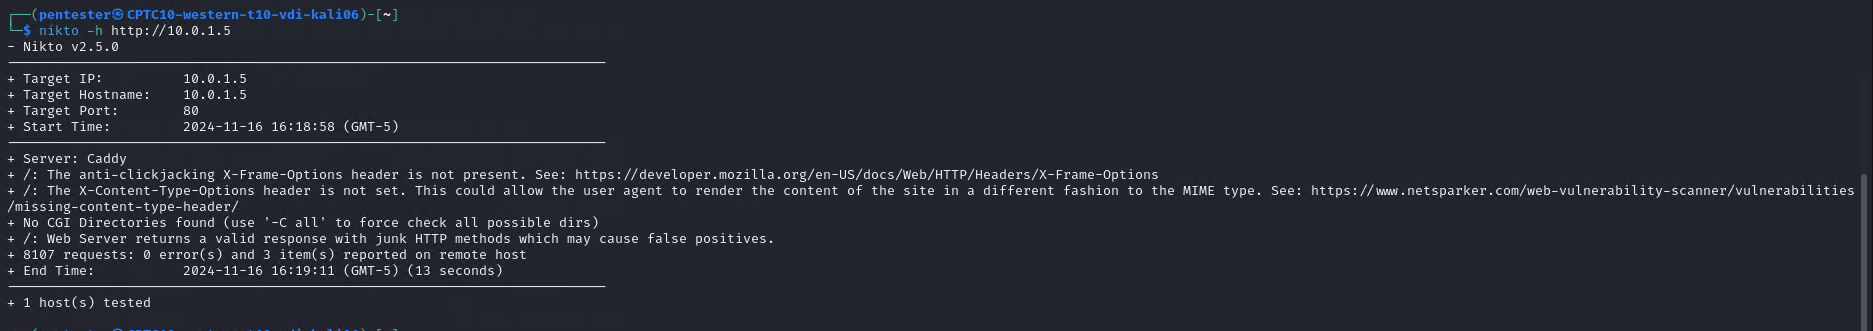 ┌──(pentester㉿CPTC10-western-t10-vdi-kali06)-[~]
└─$ nikto -h http://10.0.1.5
- Nikto v2.5.0
---------------------------------------------------------------------------
+ Target IP:          10.0.1.5
+ Target Hostname:    10.0.1.5
+ Target Port:        80
+ Start Time:         2024-11-16 16:18:58 (GMT-5)
---------------------------------------------------------------------------
+ Server: Caddy
+ /: The anti-clickjacking X-Frame-Options header is not present. See: https://developer.mozilla.org/en-US/docs/Web/HTTP/Headers/X-Frame-Options
+ /: The X-Content-Type-Options header is not set. This could allow the user agent to render the content of the site in a different fashion to the MIME type. See: https://www.netsparker.com/web-vulnerability-scanner/vulnerabilities
/missing-content-type-header/
+ No CGI Directories found (use '-C all' to force check all possible dirs)
+ /: Web Server returns a valid response with junk HTTP methods which may cause false positives.
+ 8107 requests: 0 error(s) and 3 item(s) reported on remote host
+ End Time:           2024-11-16 16:19:11 (GMT-5) (13 seconds)
---------------------------------------------------------------------------
+ 1 host(s) tested